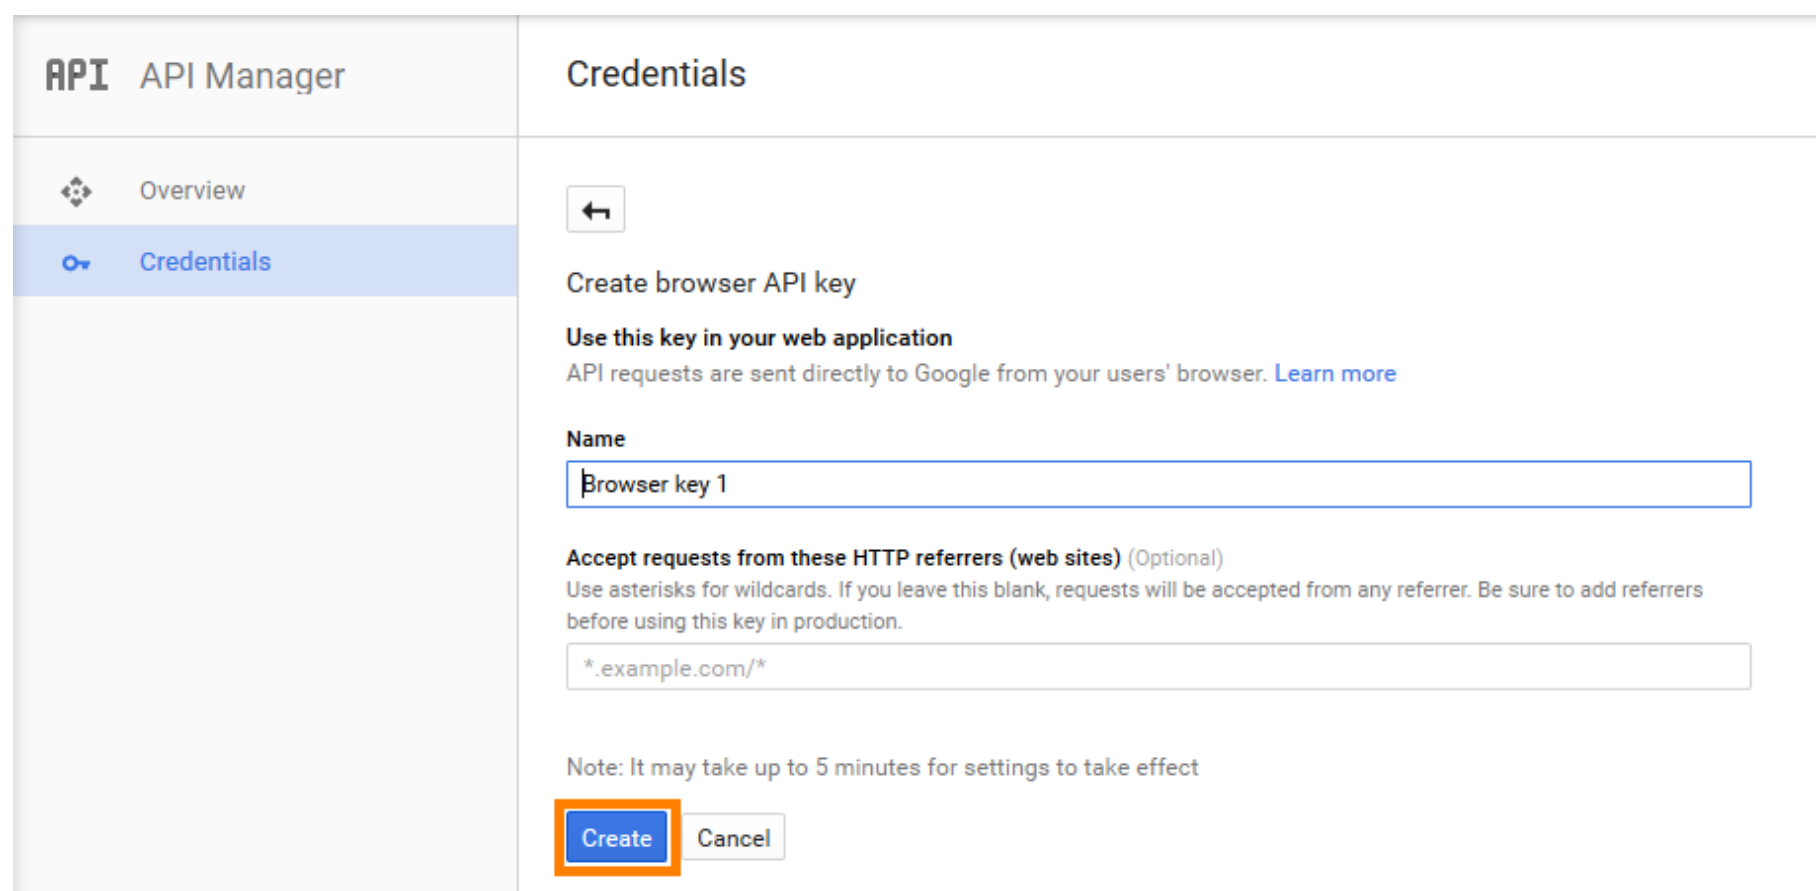 API API Manager
Credentials
Overview
Credentials
Create browser API key
Use this key in your web application
API requests are sent directly to Google from your users' browser. Learn more
Name
Browser key 1
Accept requests from these HTTP referrers (web sites) (Optional)
Use asterisks for wildcards. If you leave this blank, requests will be accepted from any referrer. Be sure to add referrers
before using this key in production.
*.example.com/*
Note: It may take up to 5 minutes for settings to take effect
Create Cancel